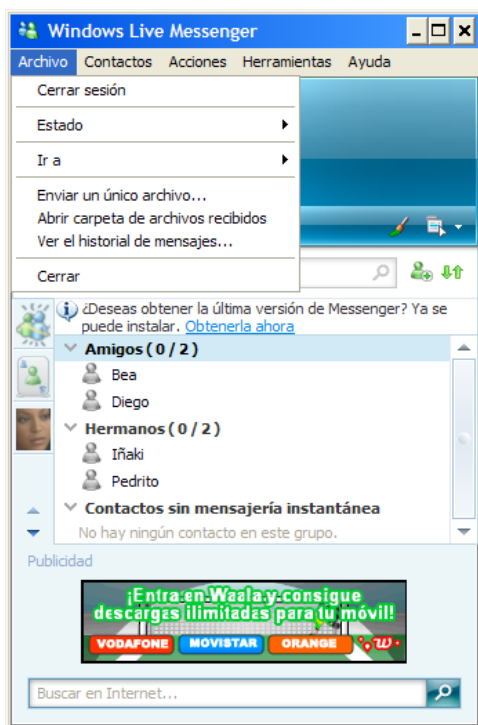 Windows Live Messenger
Archivo Contactos Acciones Herramientas Ayuda
Cerrar sesión
Estado
Ir a
Enviar un único archivo...
Abrir carpeta de archivos recibidos
Ver el historial de mensajes...
Cerrar
¿Deseas obtener la última versión de Messenger? Ya se
puede instalar. Obtenerla ahora
Amigos ( 0 / 2 )
Bea
Diego
Hermanos ( 0 / 2 )
Iñaki
Pedrito
Contactos sin mensajería instantánea
No hay ningún contacto en este grupo.
Publicidad
¡Entra en Waala y consigue
descargas ilimitadas para tu móvil!
VODAFONE MOVISTAR ORANGE
Buscar en Internet...